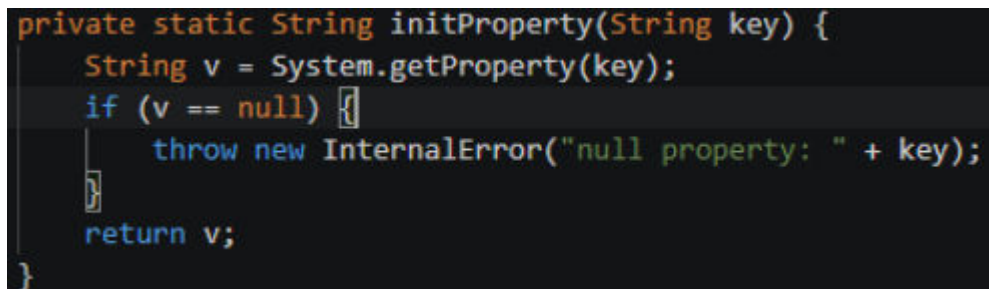 private static String initProperty(String key) {
    String v = System.getProperty(key);
    if (v == null) {
        throw new InternalError("null property: " + key);
    }
    return v;
}